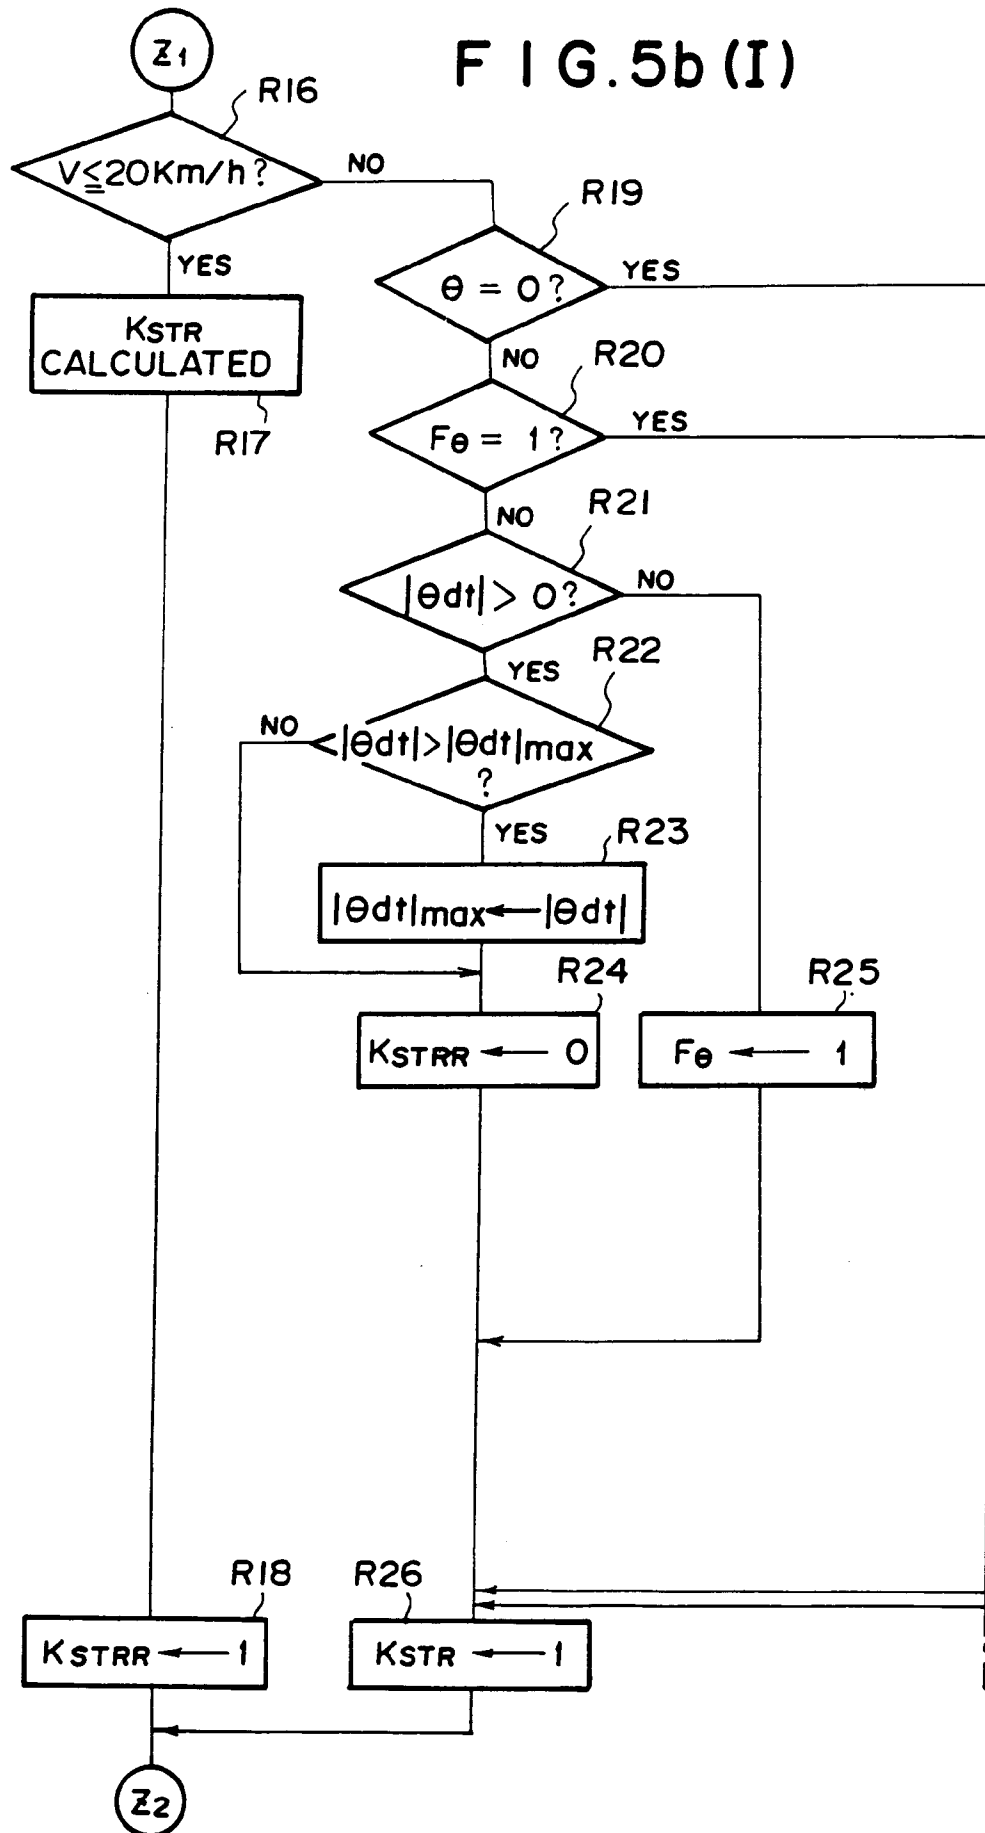 Z1
FIG.5b(I)
R16
V≦20Km/h?
NO
YES
R19
θ = 0?
YES
KSTR
CALCULATED
R17
NO
R20
Fθ = 1?
YES
NO
R21
|θdt| > 0?
NO
YES
R22
NO
|θdt|>|θdt|max
?
YES
R23
|θdt|max←|θdt|
R24
KSTRR ← 0
R25
Fθ ← 1
R18
KSTRR ← 1
R26
KSTR ← 1
Z2